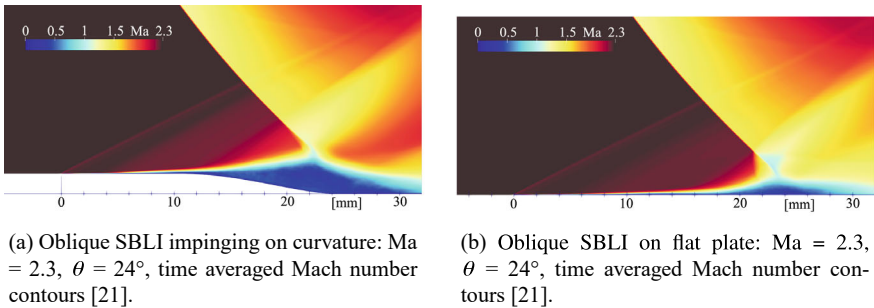 0 0.5 1 1.5 Ma 2.3
0 10 20 [mm] 30
(a) Oblique SBLI impinging on curvature: Ma
= 2.3, θ = 24°, time averaged Mach number
contours [21].
0 0.5 1 1.5 Ma 2.3
0 10 20 [mm] 30
(b) Oblique SBLI on flat plate: Ma = 2.3,
θ = 24°, time averaged Mach number con-
tours [21].